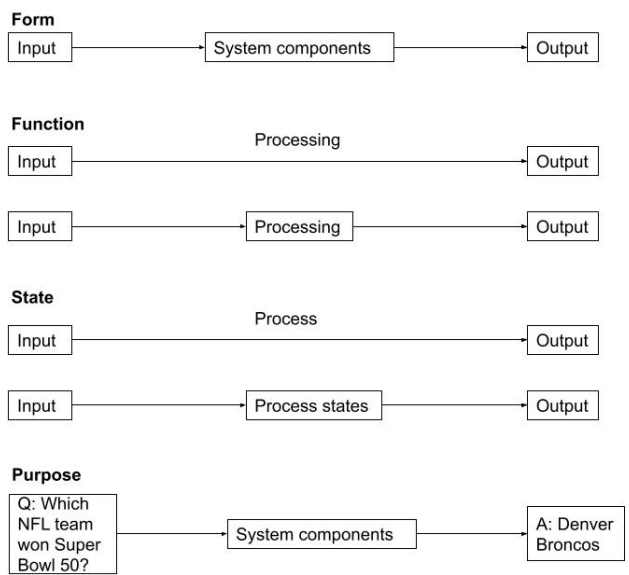 Form
Input
System components
Output
Function
Processing
Input
Output
Input
Processing
Output
State
Process
Input
Output
Input
Process states
Output
Purpose
Q: Which
NFL team
won Super
Bowl 50?
System components
A: Denver
Broncos